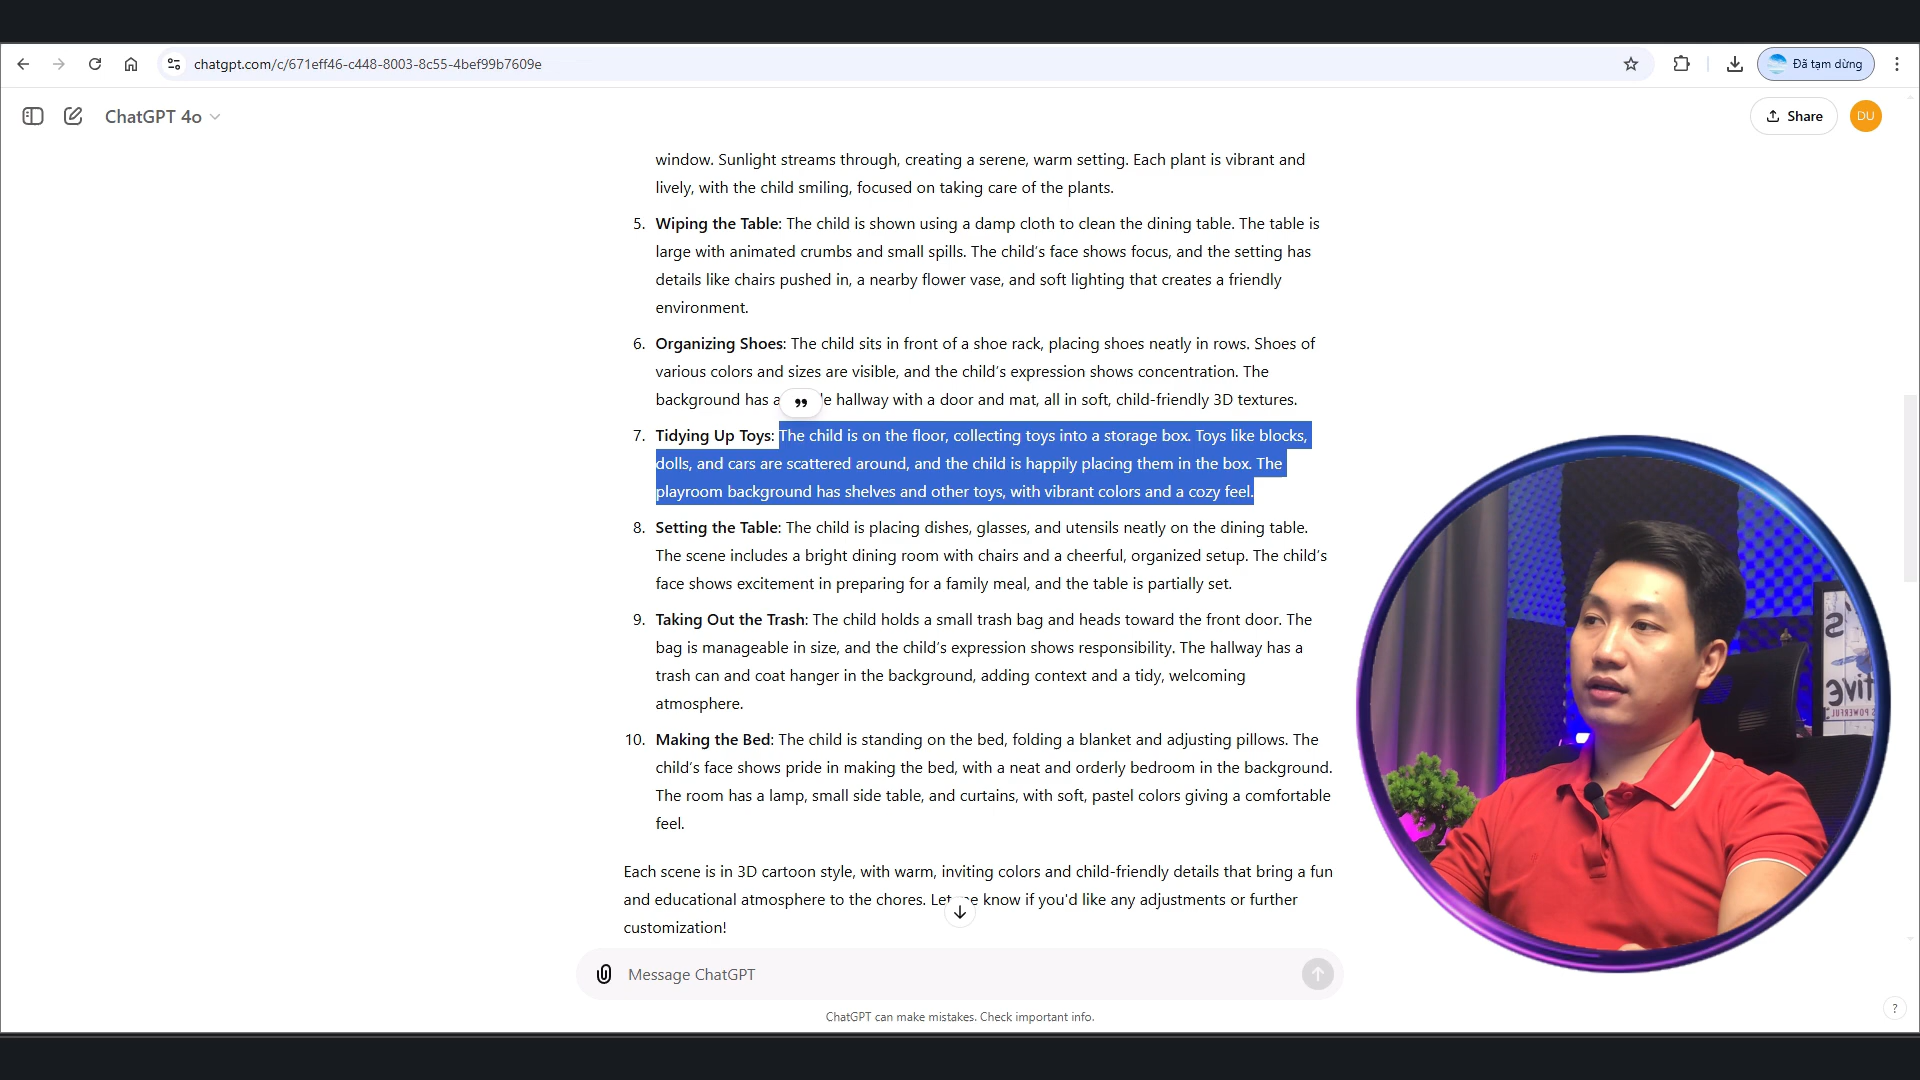 chatgpt.com/c/671eff46-c448-8003-8c55-4bef99b7609e
Đã tạm dừng
ChatGPT 4o
Share
DU
window. Sunlight streams through, creating a serene, warm setting. Each plant is vibrant and
lively, with the child smiling, focused on taking care of the plants.
5. Wiping the Table: The child is shown using a damp cloth to clean the dining table. The table is
large with animated crumbs and small spills. The child's face shows focus, and the setting has
details like chairs pushed in, a nearby flower vase, and soft lighting that creates a friendly
environment.
6. Organizing Shoes: The child sits in front of a shoe rack, placing shoes neatly in rows. Shoes of
various colors and sizes are visible, and the child's expression shows concentration. The
background has a hallway with a door and mat, all in soft, child-friendly 3D textures.
7. Tidying Up Toys: The child is on the floor, collecting toys into a storage box. Toys like blocks,
dolls, and cars are scattered around, and the child is happily placing them in the box. The
playroom background has shelves and other toys, with vibrant colors and a cozy feel.
8. Setting the Table: The child is placing dishes, glasses, and utensils neatly on the dining table.
The scene includes a bright dining room with chairs and a cheerful, organized setup. The child's
face shows excitement in preparing for a family meal, and the table is partially set.
9. Taking Out the Trash: The child holds a small trash bag and heads toward the front door. The
bag is manageable in size, and the child's expression shows responsibility. The hallway has a
trash can and coat hanger in the background, adding context and a tidy, welcoming
atmosphere.
10. Making the Bed: The child is standing on the bed, folding a blanket and adjusting pillows. The
child's face shows pride in making the bed, with a neat and orderly bedroom in the background.
The room has a lamp, small side table, and curtains, with soft, pastel colors giving a comfortable
feel.
Each scene is in 3D cartoon style, with warm, inviting colors and child-friendly details that bring a fun
and educational atmosphere to the chores. Let know if you'd like any adjustments or further
customization!
Message ChatGPT
ChatGPT can make mistakes. Check important info.
?